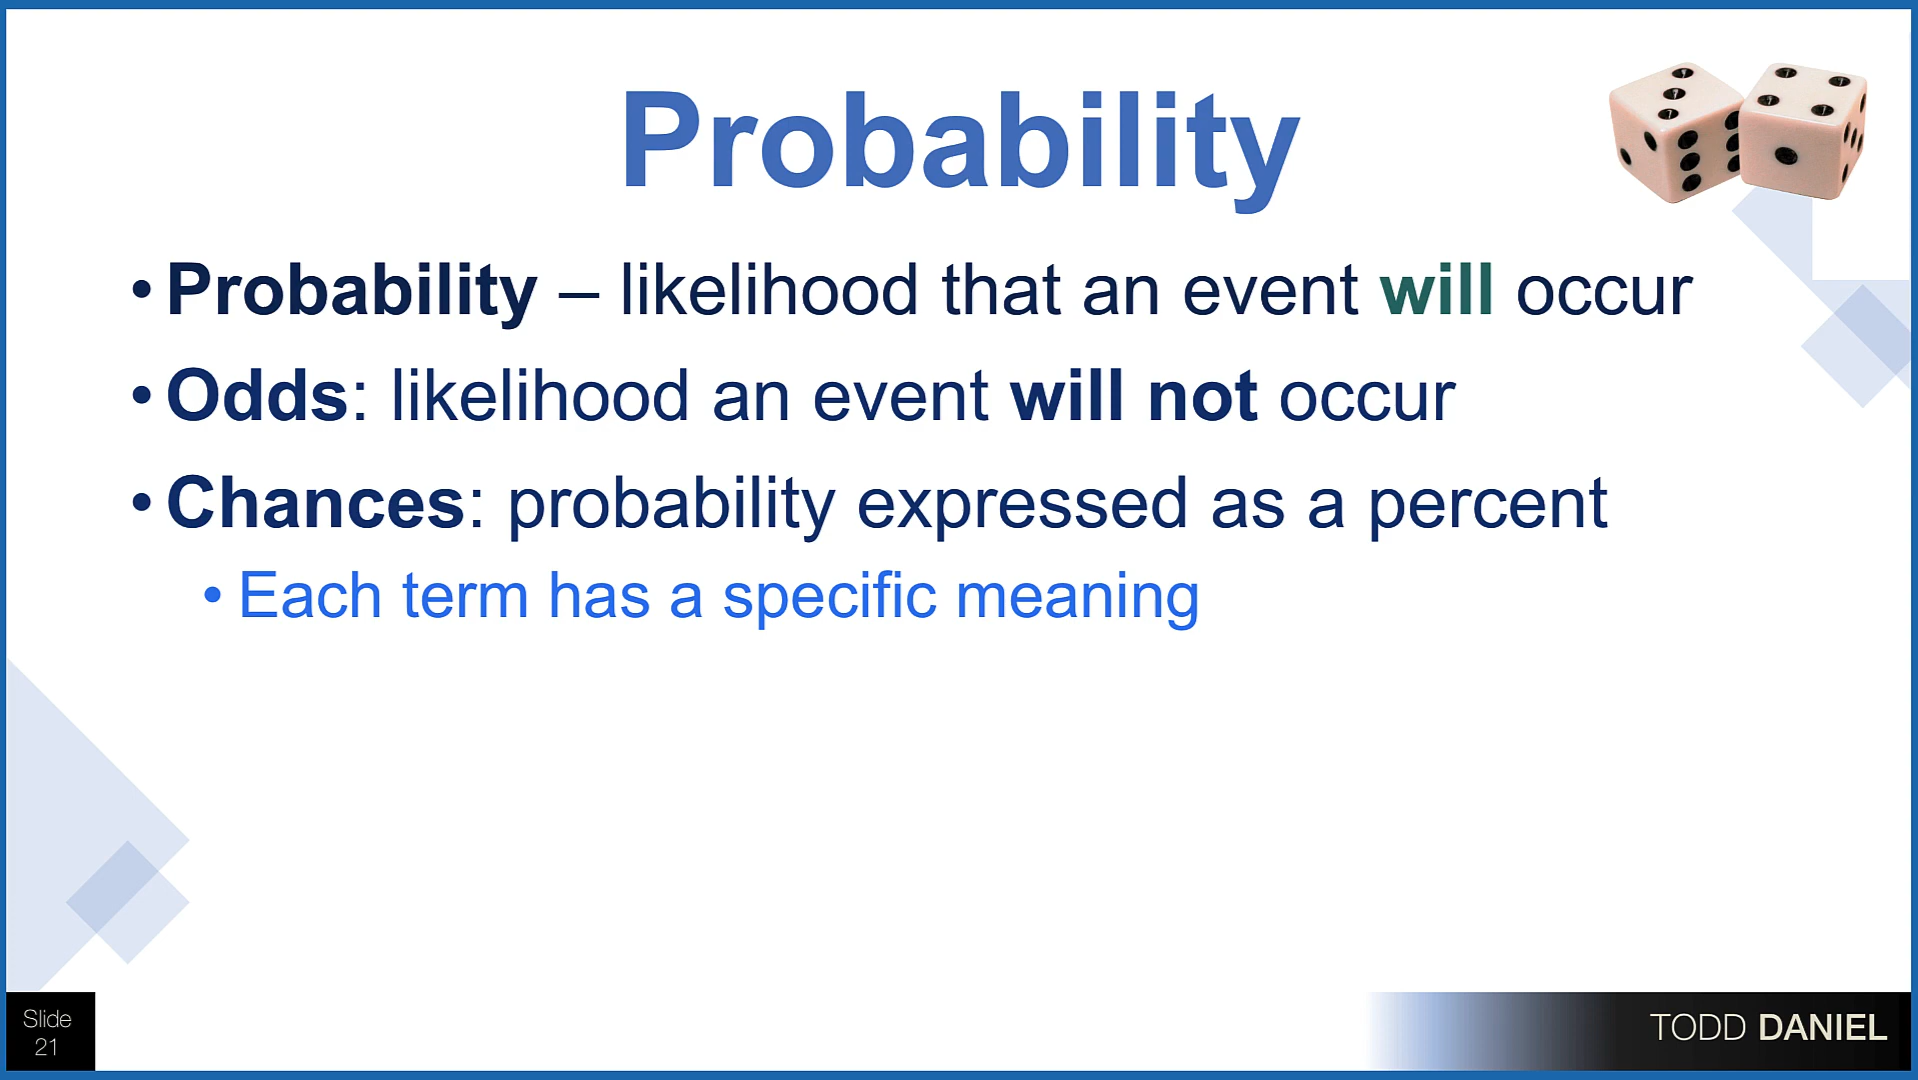 Probability
• Probability – likelihood that an event will occur
• Odds: likelihood an event will not occur
• Chances: probability expressed as a percent
• Each term has a specific meaning
Slide
21
TODD DANIEL